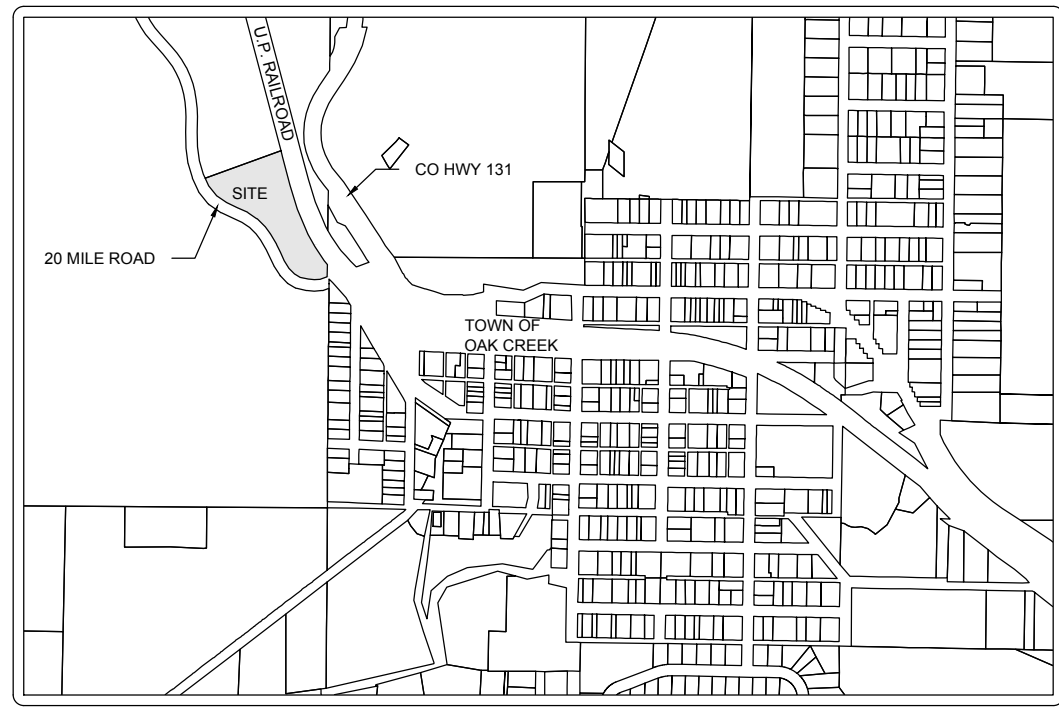 U.P. RAILROAD
CO HWY 131
SITE
20 MILE ROAD
TOWN OF
OAK CREEK